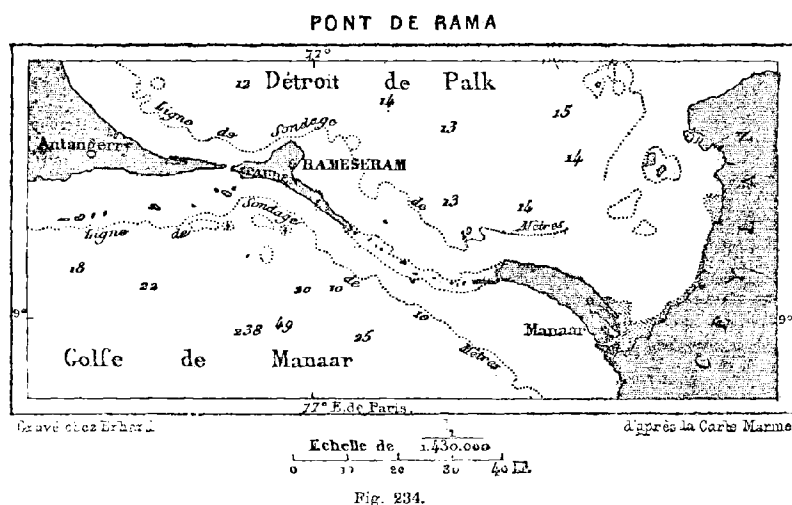 PONT DE RAMA
77°
12 Détroit de Palk
14
15
Ligne de Sondage de 10 Mètres
13
14
Antangerry
RAMESERAM
13
14
Ligne de Sondage de 10 Mètres
18
22
20
9°
9°
238
49
25
Manaar
Golfe de Manaar
CEYLAN
77° E. de Paris.
Gravé chez Erhard
d'après la Carte Marine
Echelle de 1/1.430.000
0 10 20 30 40 Kil.
Fig. 234.